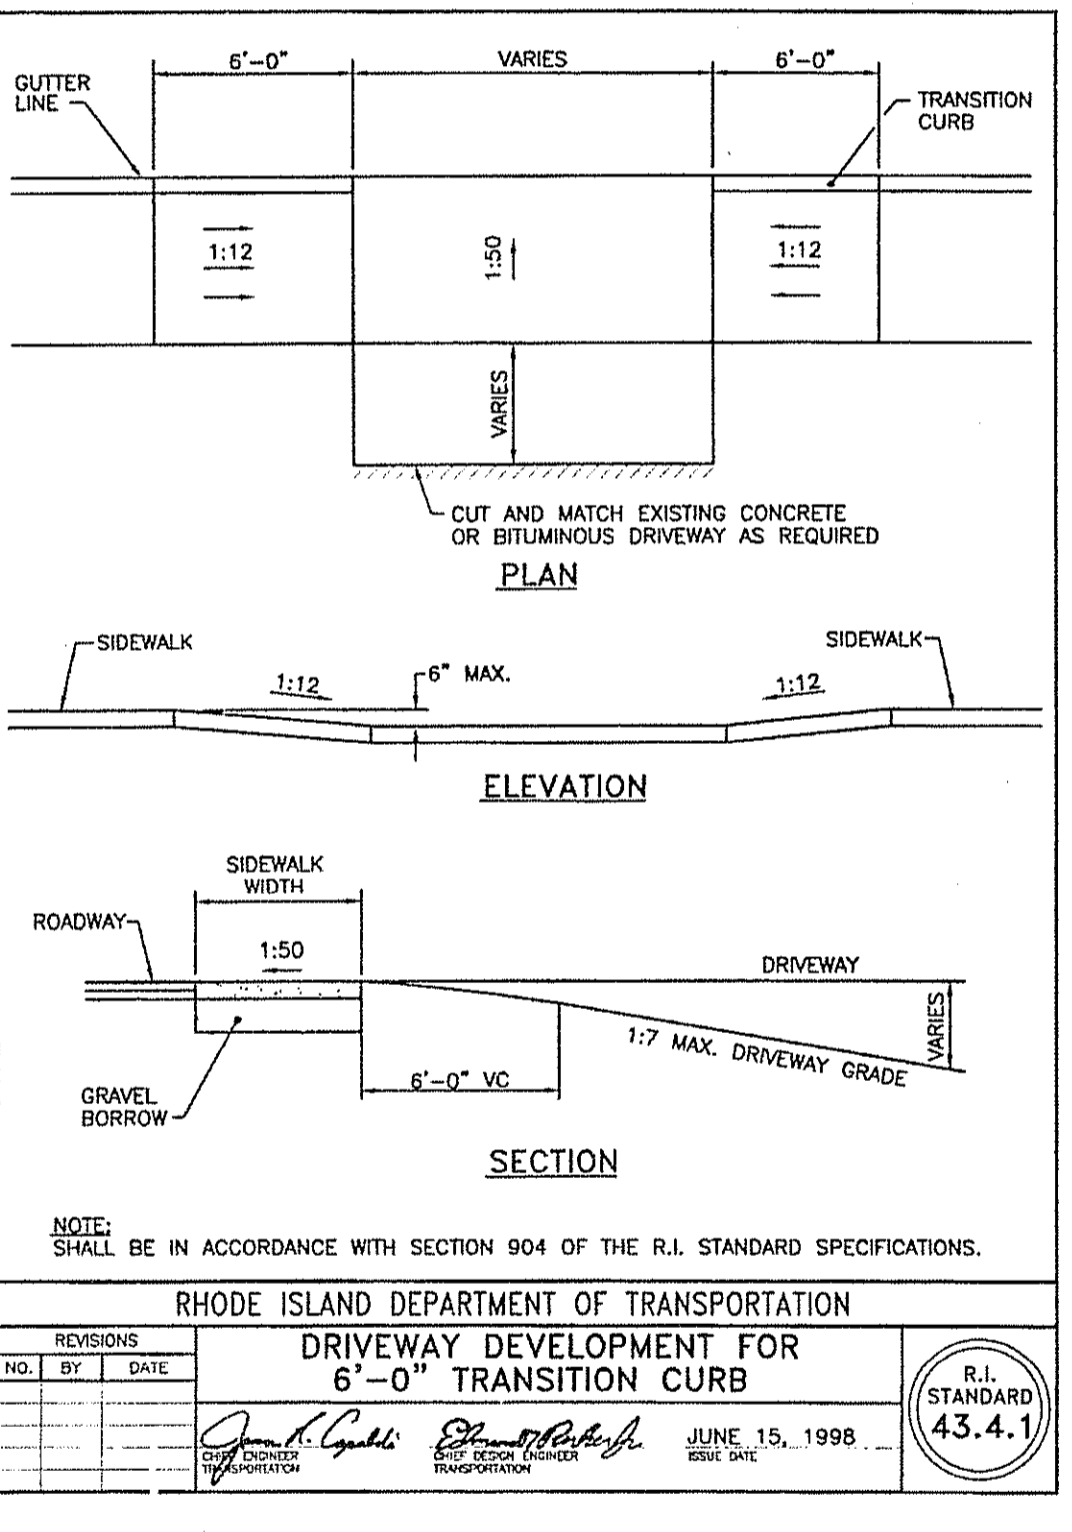 6'-0"
VARIES
6'-0"
GUTTER
LINE
TRANSITION
CURB
1:12
1:50
1:12
VARIES
CUT AND MATCH EXISTING CONCRETE
OR BITUMINOUS DRIVEWAY AS REQUIRED
PLAN
SIDEWALK
SIDEWALK
1:12
6" MAX.
1:12
ELEVATION
SIDEWALK
WIDTH
ROADWAY
1:50
DRIVEWAY
VARIES
1:7 MAX. DRIVEWAY GRADE
6'-0" VC
GRAVEL
BORROW
SECTION
NOTE:
SHALL BE IN ACCORDANCE WITH SECTION 904 OF THE R.I. STANDARD SPECIFICATIONS.
RHODE ISLAND DEPARTMENT OF TRANSPORTATION
REVISIONS
NO. BY DATE
DRIVEWAY DEVELOPMENT FOR
6'-0" TRANSITION CURB
CHIEF ENGINEER
TRANSPORTATION
CHIEF DESIGN ENGINEER
TRANSPORTATION
JUNE 15, 1998
ISSUE DATE
R.I.
STANDARD
43.4.1